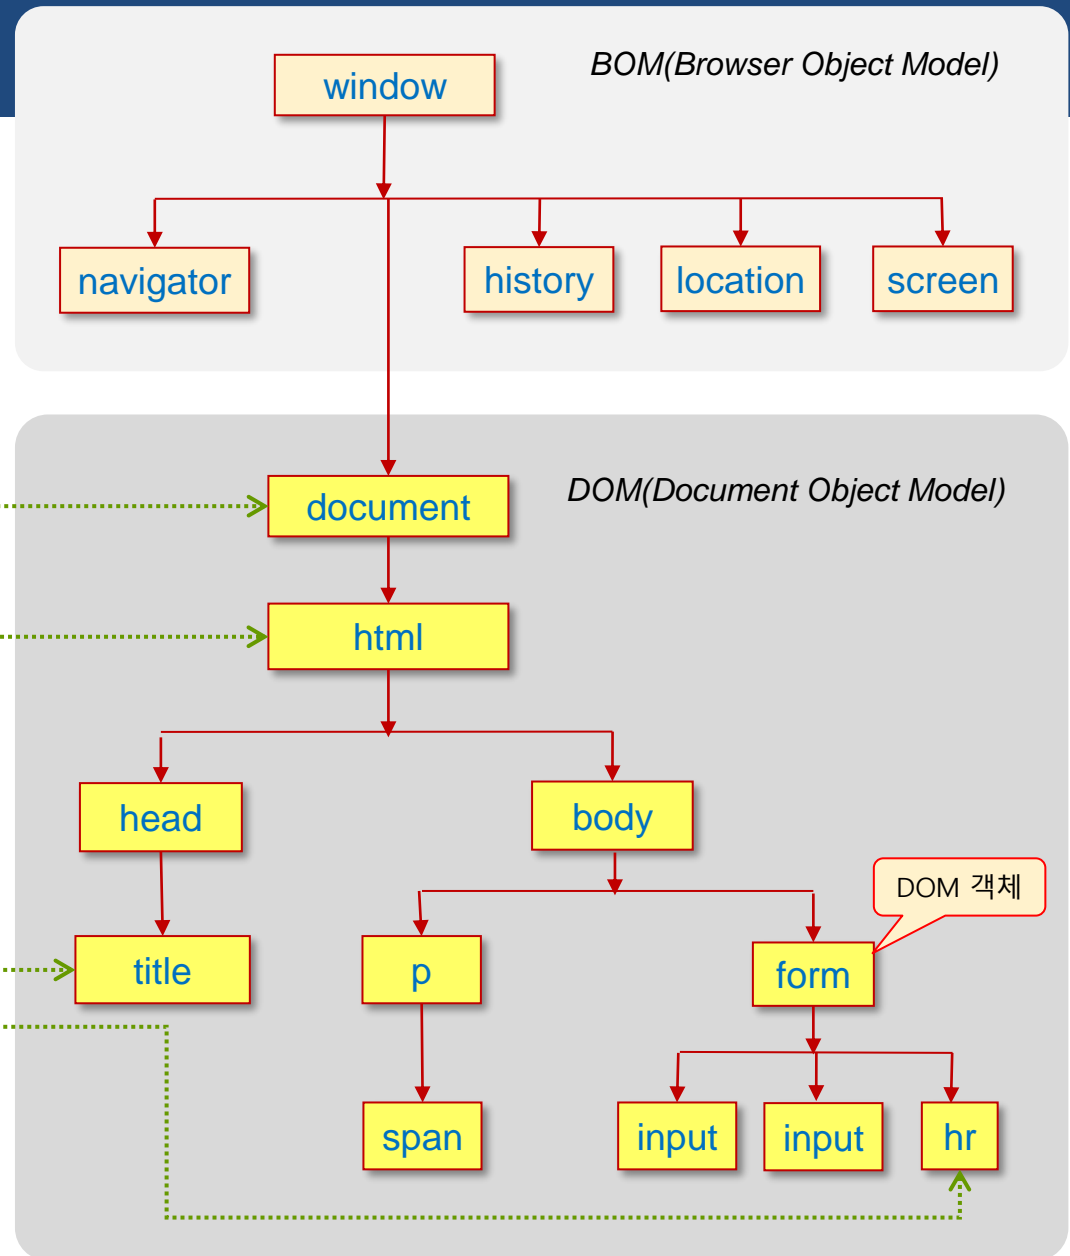 window
BOM(Browser Object Model)
navigator
history
location
screen
document
DOM(Document Object Model)
html
head
body
DOM 객체
title
p
form
span
input
input
hr